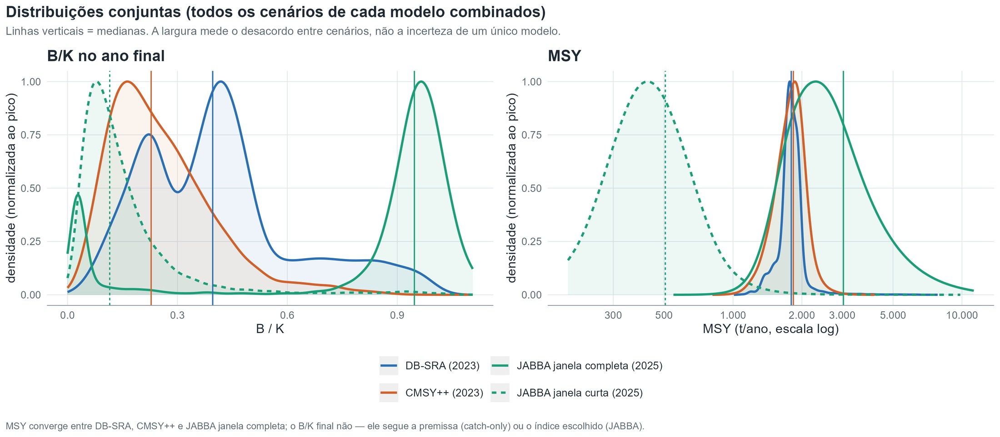 Distribuições conjuntas (todos os cenários de cada modelo combinados)
Linhas verticais = medianas. A largura mede o desacordo entre cenários, não a incerteza de um único modelo.
B/K no ano final
densidade (normalizada ao pico)
1.00
0.75
0.50
0.25
0.00
0.0 0.3 0.6 0.9
B / K
MSY
densidade (normalizada ao pico)
1.00
0.75
0.50
0.25
0.00
300 500 1.000 2.000 3.000 5.000 10.000
MSY (t/ano, escala log)
DB-SRA (2023) JABBA janela completa (2025)
CMSY++ (2023) JABBA janela curta (2025)
MSY converge entre DB-SRA, CMSY++ e JABBA janela completa; o B/K final não — ele segue a premissa (catch-only) ou o índice escolhido (JABBA).